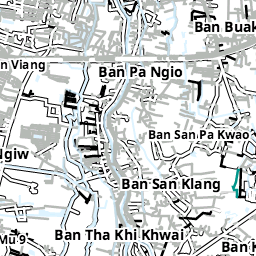 Ban Buak
n Viang
Ban Pa Ngio
Ban San Pa Kwao
Ngiw
Ban San Klang
Mu 9
Ban Tha Khi Khwai
Ban K